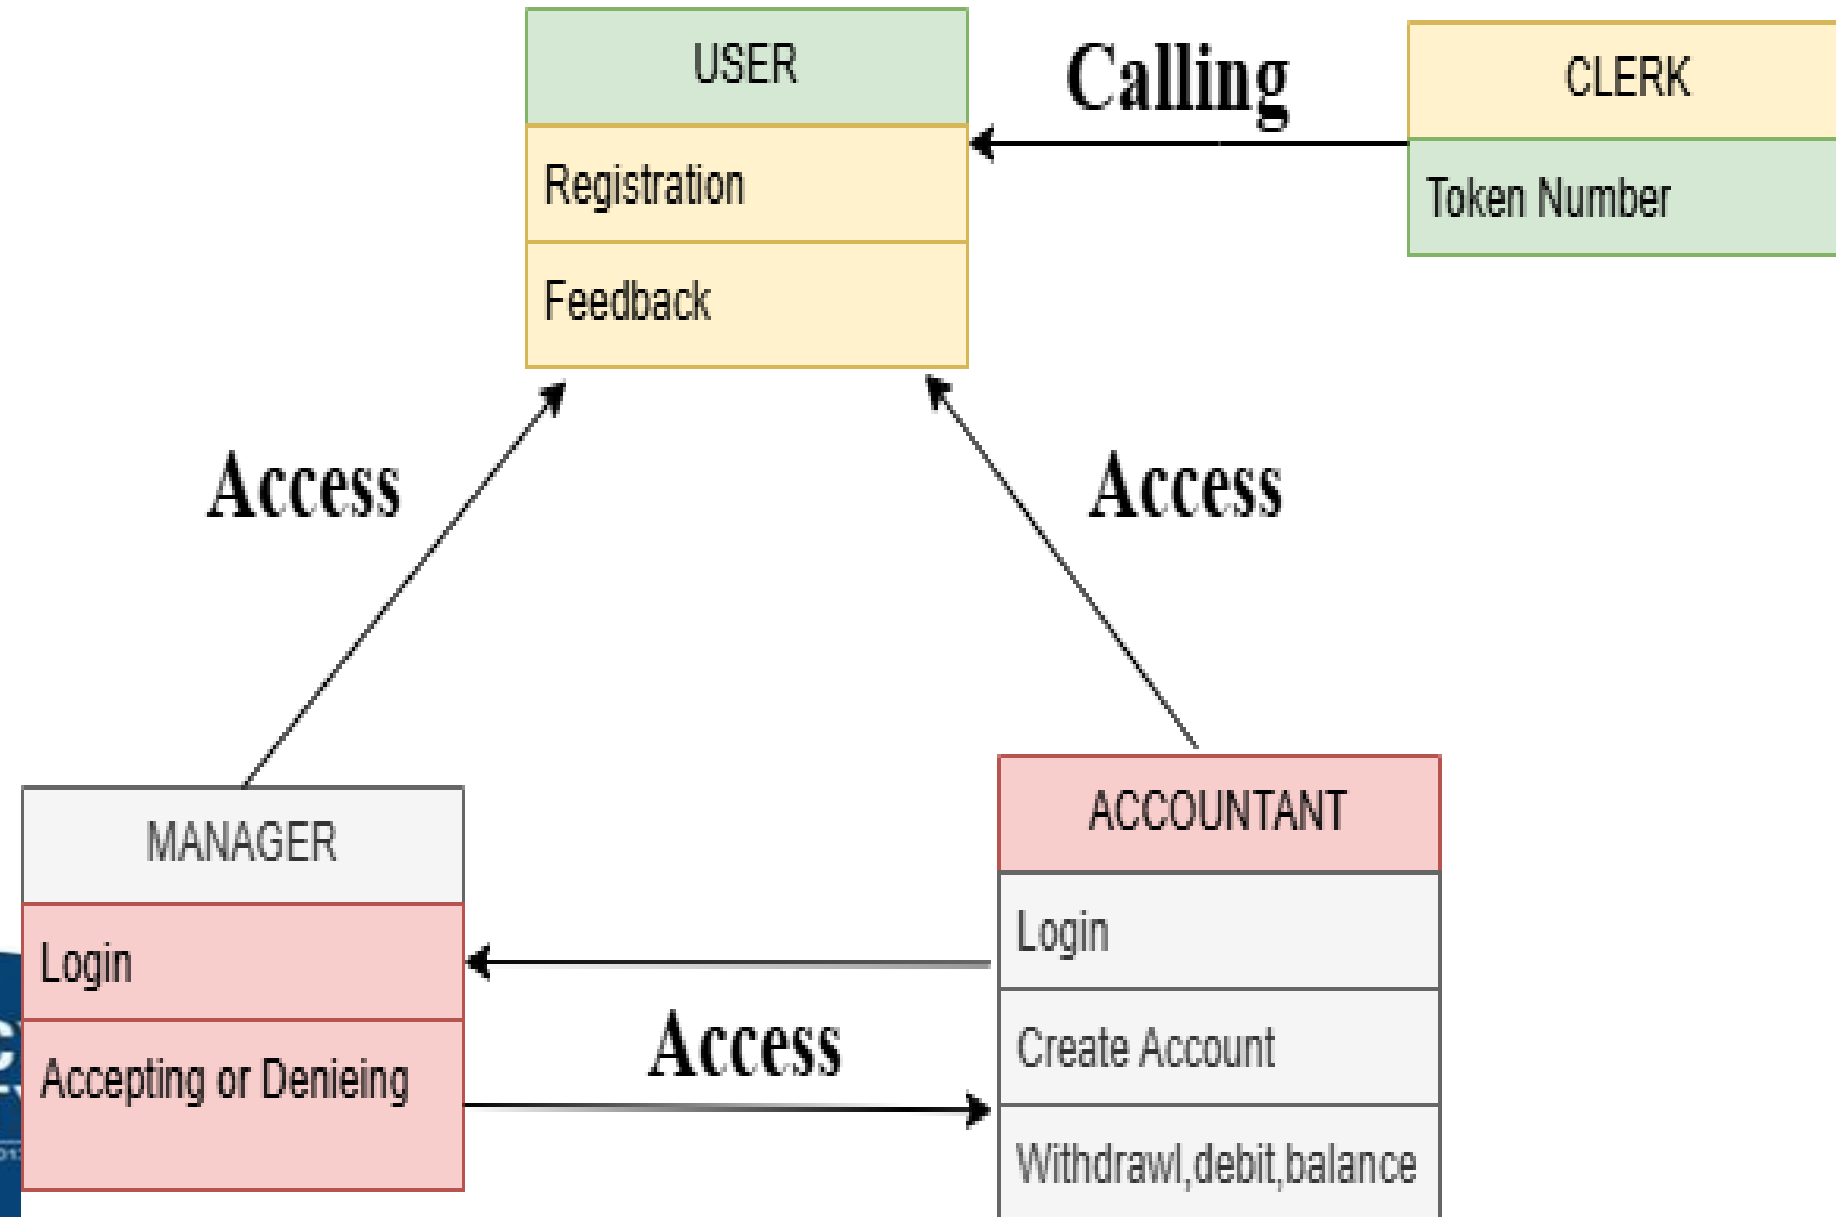 USER
Registration
Feedback
Calling
CLERK
Token Number
Access
Access
MANAGER
Login
Accepting or Denieing
Access
ACCOUNTANT
Login
Create Account
Withdrawl,debit,balance